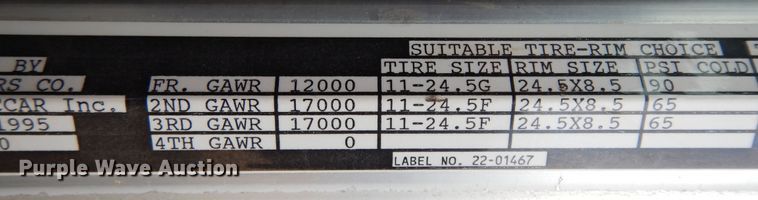 SUITABLE TIRE-RIM CHOICE
BY TIRE SIZE RIM SIZE PSI COLD
RS CO. FR. GAWR 12000 11-24.5G 24.5X8.5 90
CAR Inc. 2ND GAWR 17000 11-24.5F 24.5X8.5 65
1995 3RD GAWR 17000 11-24.5F 24.5X8.5 65
0 4TH GAWR 0
LABEL NO. 22-01467
Purple Wave Auction